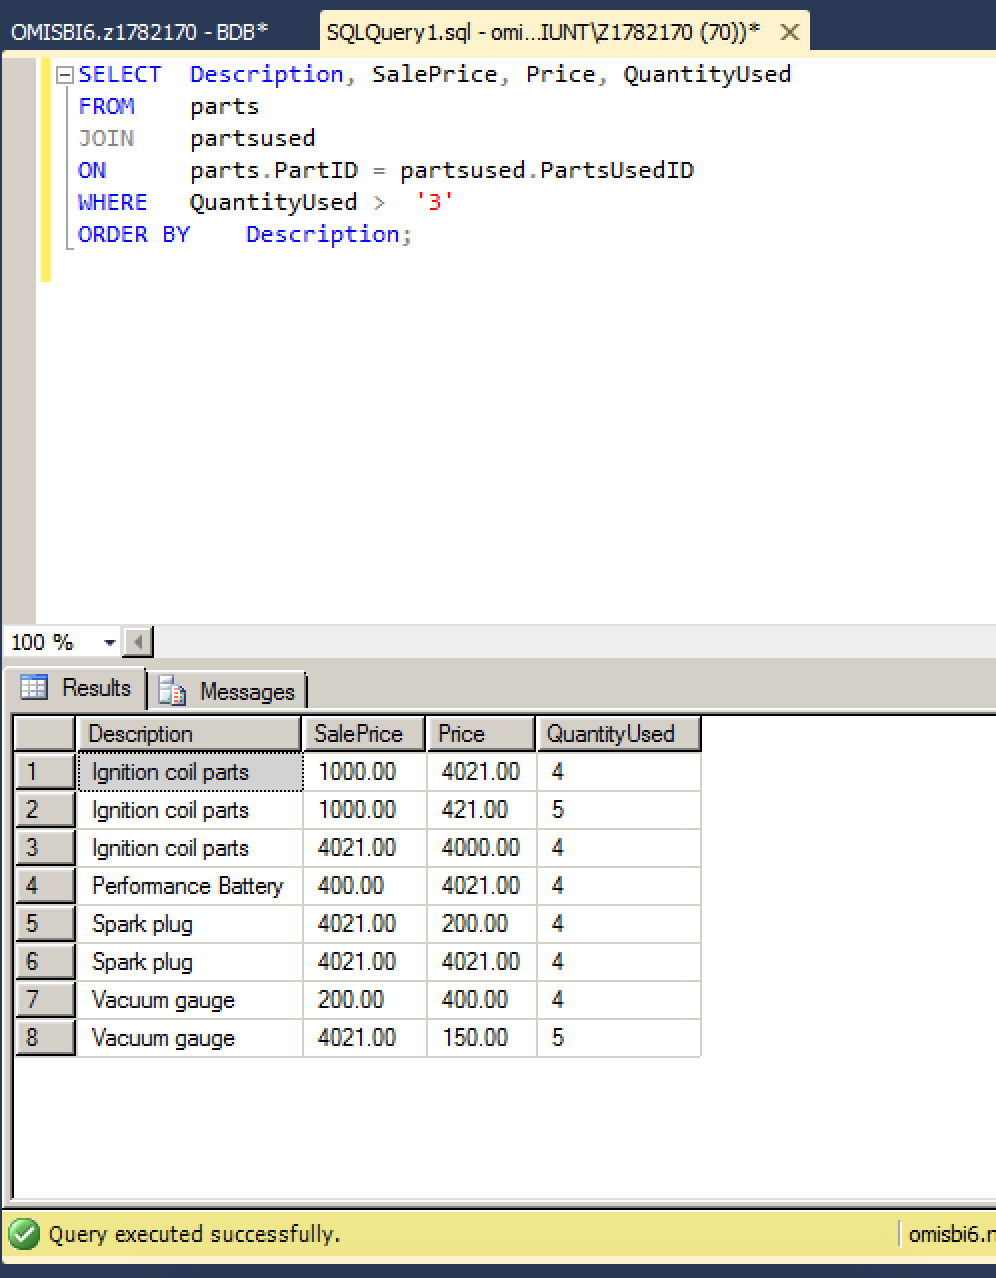 OMISBI6.z1782170 - BDB* SQLQuery1.sql - omi...IUNT\Z1782170 (70))*
SELECT Description, SalePrice, Price, QuantityUsed
FROM parts
JOIN partsused
ON parts.PartID = partsused.PartsUsedID
WHERE QuantityUsed > '3'
ORDER BY Description;
100 %
Results Messages
Description SalePrice Price QuantityUsed
1 Ignition coil parts 1000.00 4021.00 4
2 Ignition coil parts 1000.00 421.00 5
3 Ignition coil parts 4021.00 4000.00 4
4 Performance Battery 400.00 4021.00 4
5 Spark plug 4021.00 200.00 4
6 Spark plug 4021.00 4021.00 4
7 Vacuum gauge 200.00 400.00 4
8 Vacuum gauge 4021.00 150.00 5
Query executed successfully. omisbi6.n